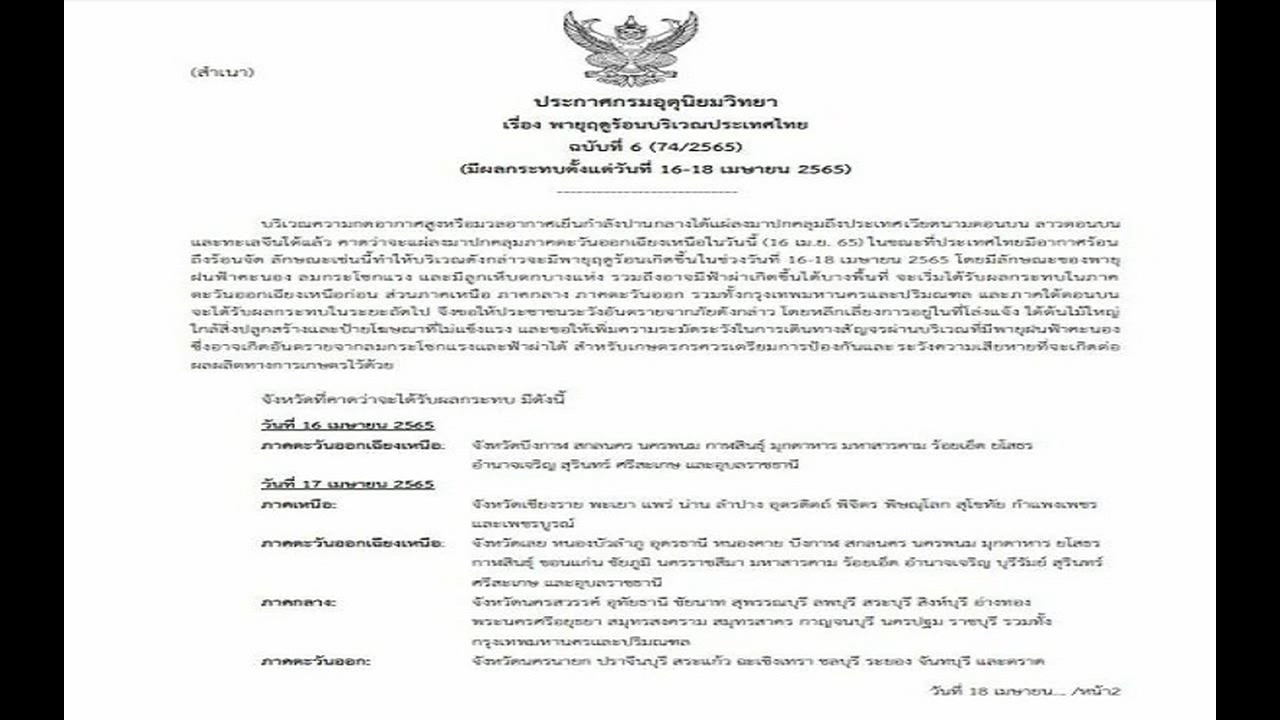 (สำเนา)
ประกาศกรมอุตุนิยมวิทยา
เรื่อง พายุฤดูร้อนบริเวณประเทศไทย
ฉบับที่ 6 (74/2565)
(มีผลกระทบตั้งแต่วันที่ 16-18 เมษายน 2565)
บริเวณความกดอากาศสูงหรือมวลอากาศเย็นกำลังปานกลางได้แผ่ลงมาปกคลุมถึงประเทศเวียดนามตอนบน ลาวตอนบน
และทะเลจีนใต้แล้ว คาดว่าจะแผ่ลงมาปกคลุมภาคตะวันออกเฉียงเหนือในวันนี้ (16 เม.ย. 65) ในขณะที่ประเทศไทยมีอากาศร้อน
ถึงร้อนจัด ลักษณะเช่นนี้ทำให้บริเวณดังกล่าวจะมีพายุฤดูร้อนเกิดขึ้นในช่วงวันที่ 16-18 เมษายน 2565 โดยมีลักษณะของพายุ
ฝนฟ้าคะนอง ลมกระโชกแรง และมีลูกเห็บตกบางแห่ง รวมถึงอาจมีฟ้าผ่าเกิดขึ้นได้บางพื้นที่ จะเริ่มได้รับผลกระทบในภาค
ตะวันออกเฉียงเหนือก่อน ส่วนภาคเหนือ ภาคกลาง ภาคตะวันออก รวมทั้งกรุงเทพมหานครและปริมณฑล และภาคใต้ตอนบน
จะได้รับผลกระทบในระยะถัดไป จึงขอให้ประชาชนระวังอันตรายจากภัยดังกล่าว โดยหลีกเลี่ยงการอยู่ในที่โล่งแจ้ง ใต้ต้นไม้ใหญ่
ใกล้สิ่งปลูกสร้างและป้ายโฆษณาที่ไม่แข็งแรง และขอให้เพิ่มความระมัดระวังในการเดินทางสัญจรผ่านบริเวณที่มีพายุฝนฟ้าคะนอง
ซึ่งอาจเกิดอันตรายจากลมกระโชกแรงและฟ้าผ่าได้ สำหรับเกษตรกรควรเตรียมการป้องกันและ ระวังความเสียหายที่จะเกิดต่อ
ผลผลิตทางการเกษตรไว้ด้วย
จังหวัดที่คาดว่าจะได้รับผลกระทบ มีดังนี้
วันที่ 16 เมษายน 2565
ภาคตะวันออกเฉียงเหนือ: จังหวัดบึงกาฬ สกลนคร นครพนม กาฬสินธุ์ มุกดาหาร มหาสารคาม ร้อยเอ็ด ยโสธร
อำนาจเจริญ สุรินทร์ ศรีสะเกษ และอุบลราชธานี
วันที่ 17 เมษายน 2565
ภาคเหนือ: จังหวัดเชียงราย พะเยา แพร่ น่าน ลำปาง อุตรดิตถ์ พิจิตร พิษณุโลก สุโขทัย กำแพงเพชร
และเพชรบูรณ์
ภาคตะวันออกเฉียงเหนือ: จังหวัดเลย หนองบัวลำภู อุดรธานี หนองคาย บึงกาฬ สกลนคร นครพนม มุกดาหาร ยโสธร
กาฬสินธุ์ ขอนแก่น ชัยภูมิ นครราชสีมา มหาสารคาม ร้อยเอ็ด อำนาจเจริญ บุรีรัมย์ สุรินทร์
ศรีสะเกษ และอุบลราชธานี
ภาคกลาง: จังหวัดนครสวรรค์ อุทัยธานี ชัยนาท สุพรรณบุรี ลพบุรี สระบุรี สิงห์บุรี อ่างทอง
พระนครศรีอยุธยา สมุทรสงคราม สมุทรสาคร กาญจนบุรี นครปฐม ราชบุรี รวมทั้ง
กรุงเทพมหานครและปริมณฑล
ภาคตะวันออก: จังหวัดนครนายก ปราจีนบุรี สระแก้ว ฉะเชิงเทรา ชลบุรี ระยอง จันทบุรี และตราด
วันที่ 18 เมษายน... /หน้า2